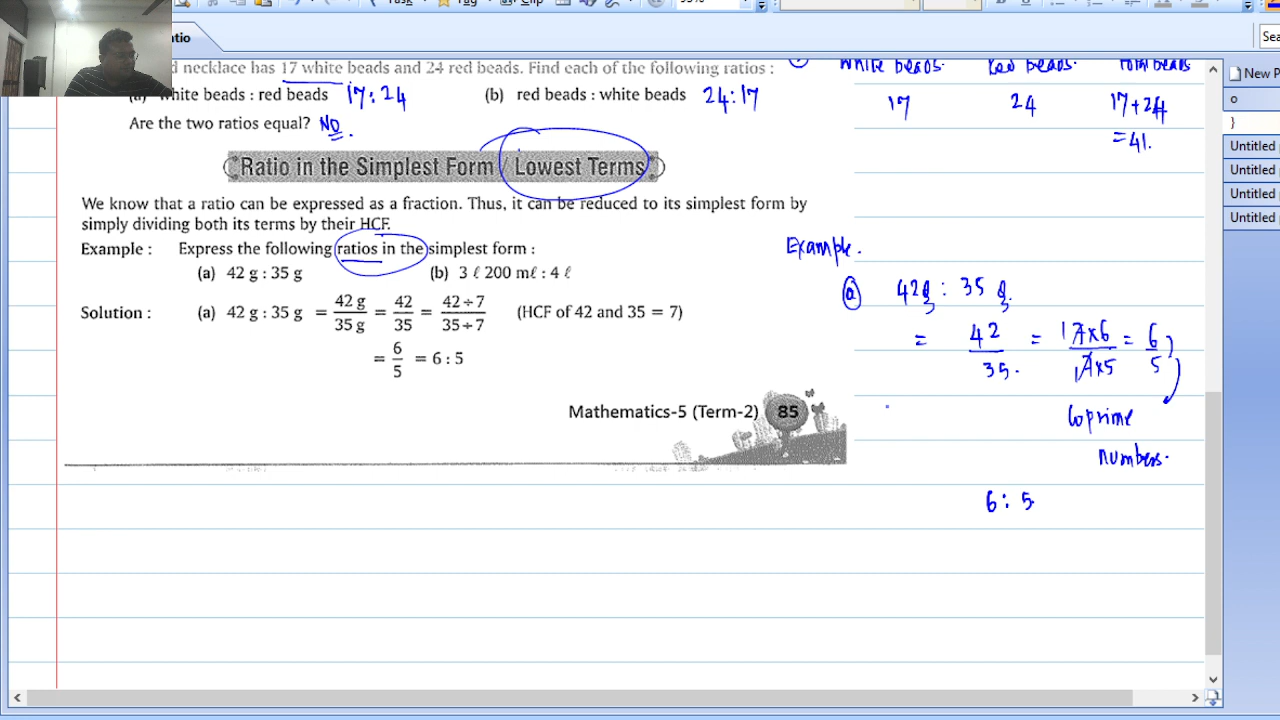 Task Tag Clip
tio
Sea
d necklace has 17 white beads and 24 red beads. Find each of the following ratios :
(a) white beads : red beads 17:24 (b) red beads : white beads 24:17
Are the two ratios equal? No.
White beads. Red beads. Total beads
17 24 17+24
=41.
Ratio in the Simplest Form / Lowest Terms
We know that a ratio can be expressed as a fraction. Thus, it can be reduced to its simplest form by
simply dividing both its terms by their HCF.
Example : Express the following ratios in the simplest form :
(a) 42 g : 35 g (b) 3 ℓ 200 mℓ : 4 ℓ
Solution : (a) 42 g : 35 g = 42 g/35 g = 42/35 = 42 ÷ 7/35 ÷ 7 (HCF of 42 and 35 = 7)
= 6/5 = 6 : 5
Mathematics-5 (Term-2) 85
Example.
(a) 42g : 35 g.
= 42/35. = 1 7×6/1 7×5 = 6/5
Coprime
numbers.
6 : 5
New P
o
}
Untitled
Untitled
Untitled
Untitled